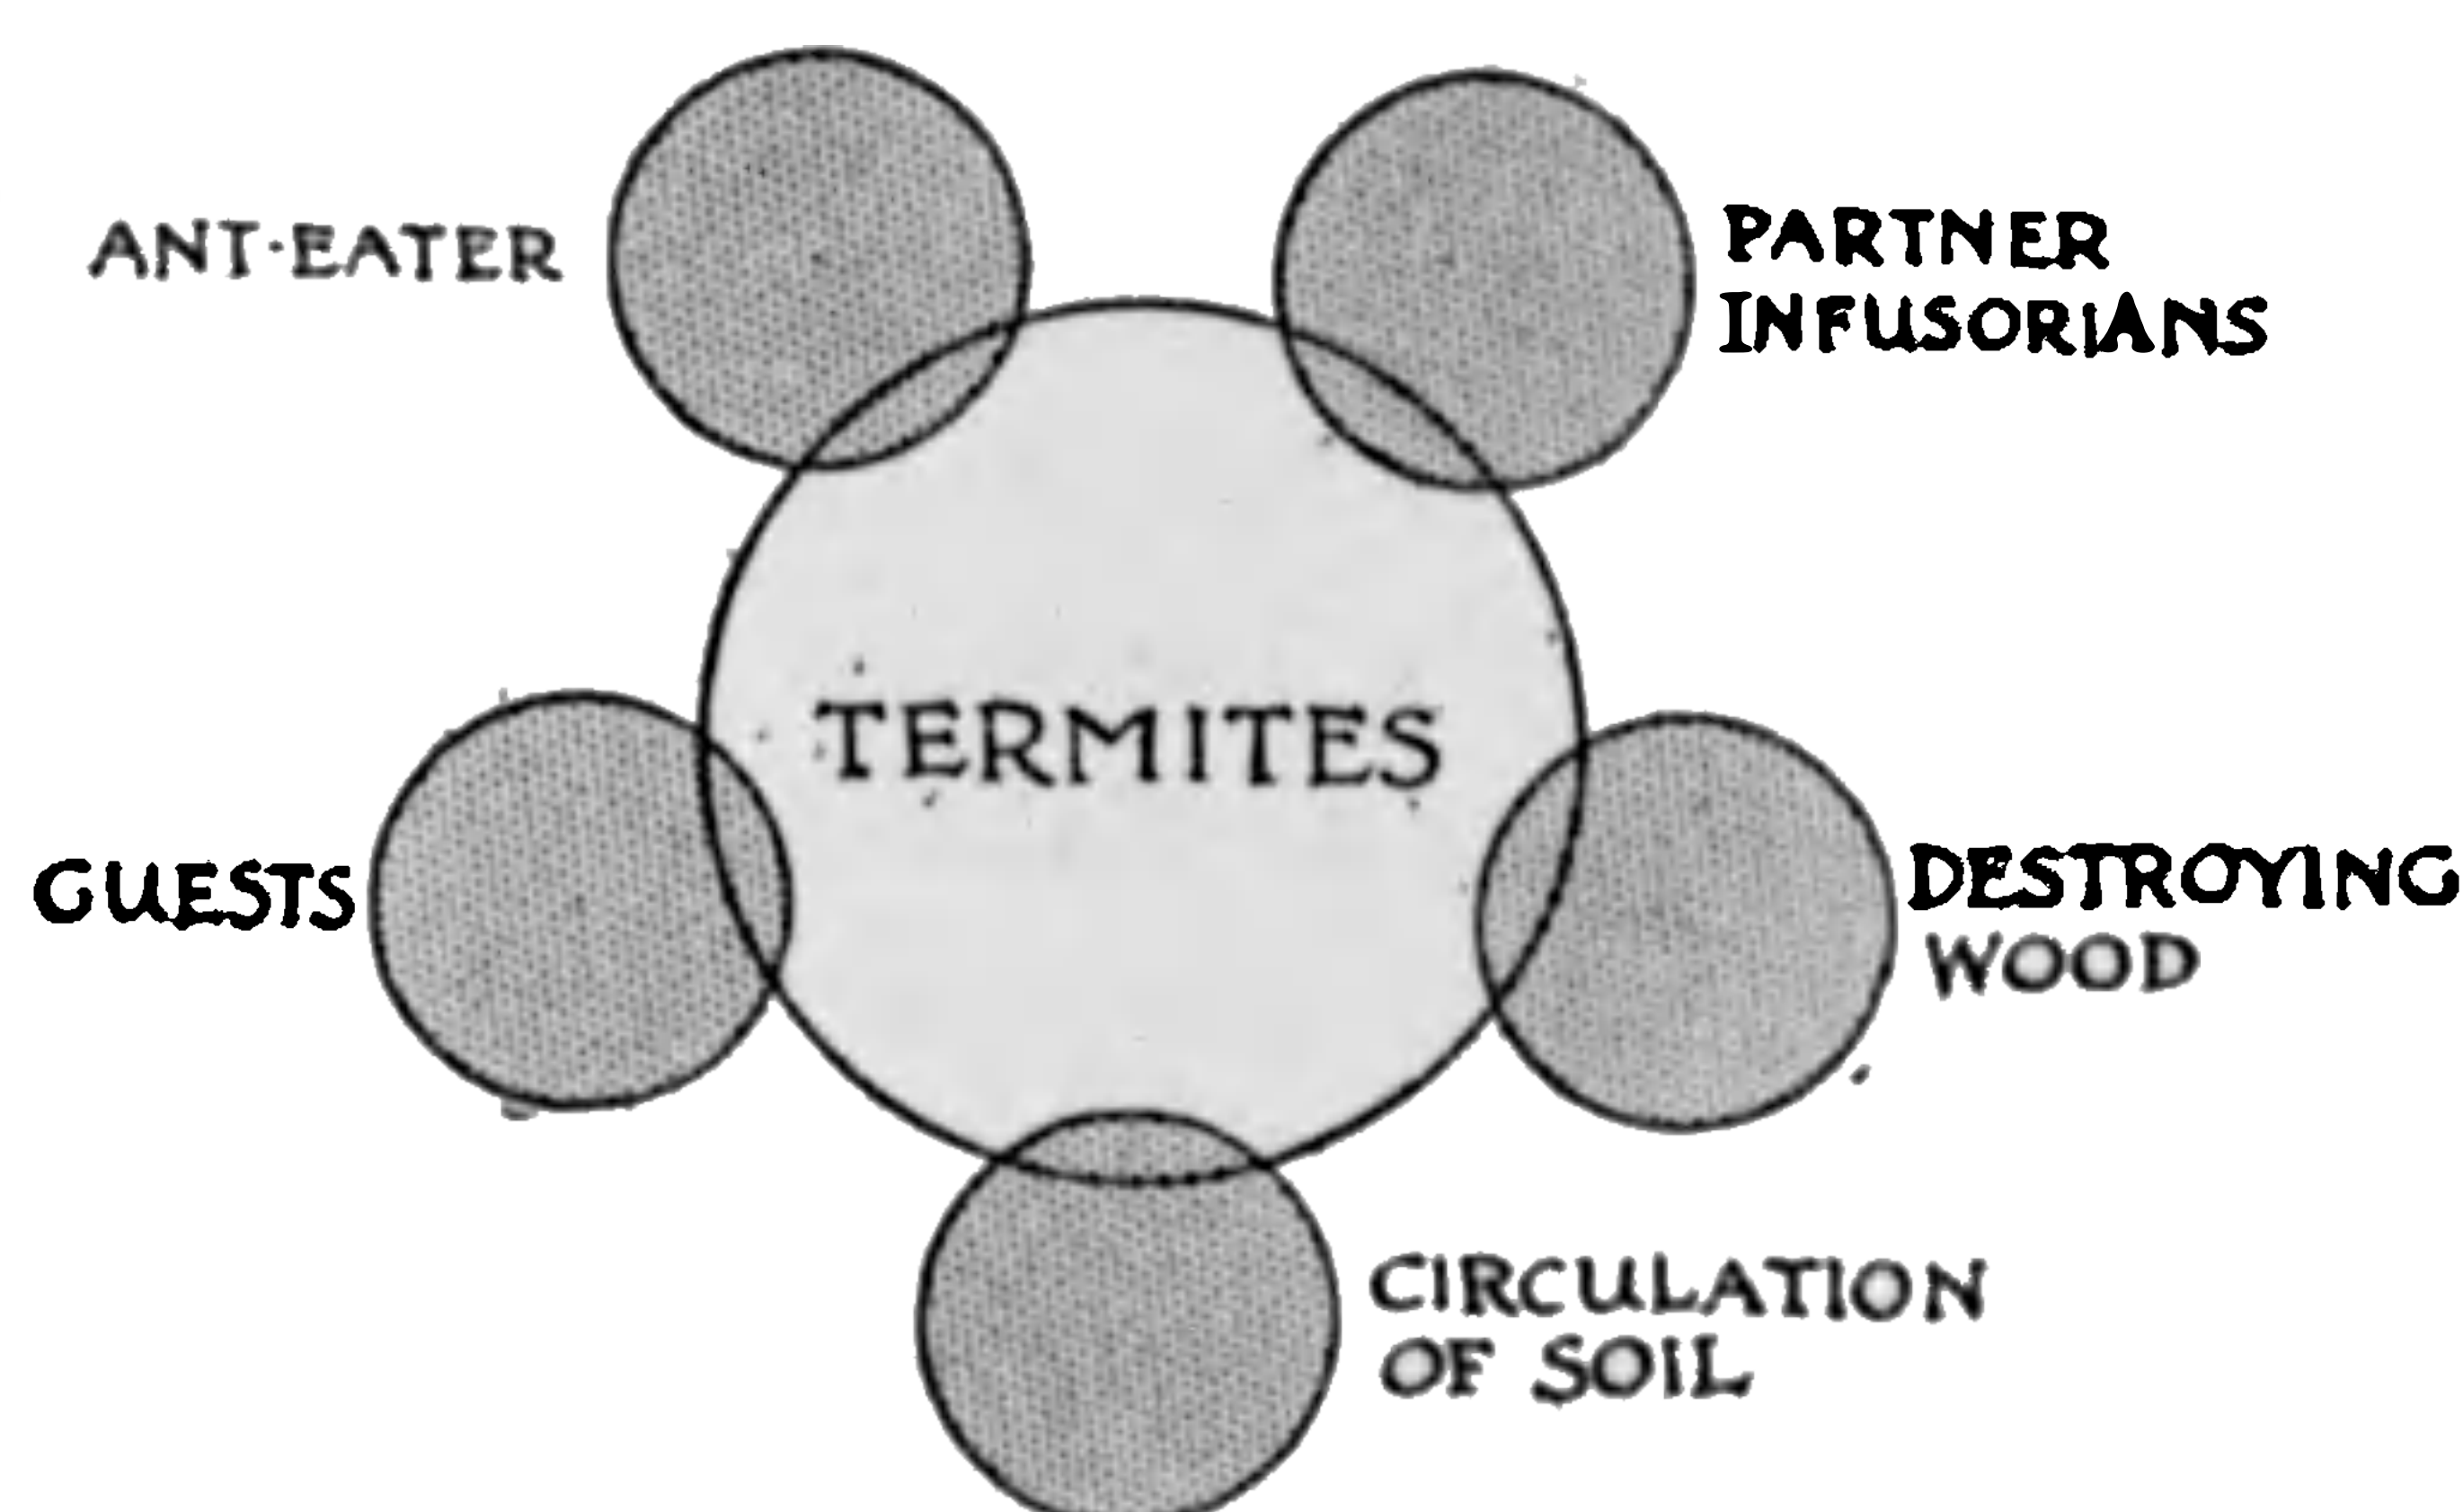 ANT·EATER
PARTNER
INFUSORIANS
TERMITES
GUESTS
DESTROYING
WOOD
CIRCULATION
OF SOIL